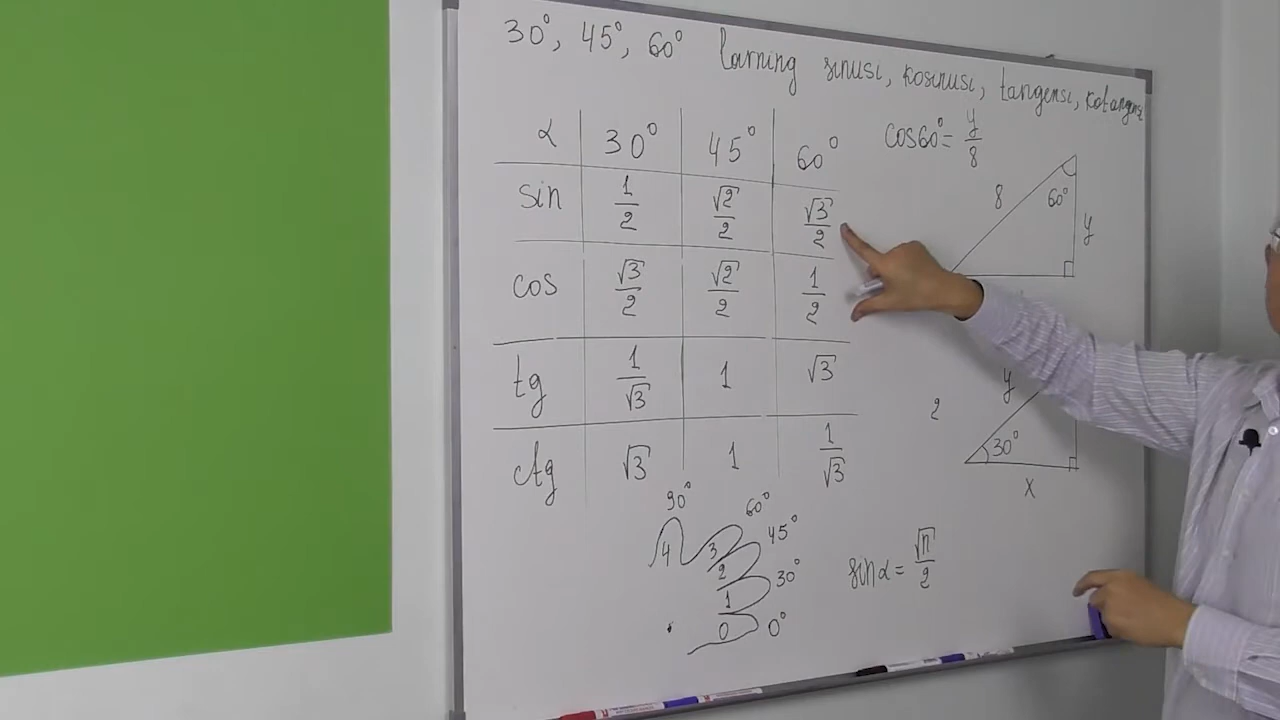 30°, 45°, 60° larning sinusi, kosinusi, tangensi, kotangensi
α 30° 45° 60°
sin 1/2 √2/2 √3/2
cos √3/2 √2/2 1/2
tg 1/√3 1 √3
ctg √3 1 1/√3
cos60°= y/8
8 60° y
y
2 30°
x
90° 60°
4 3 45°
2 30°
1
0 0°
sinα = √n/2